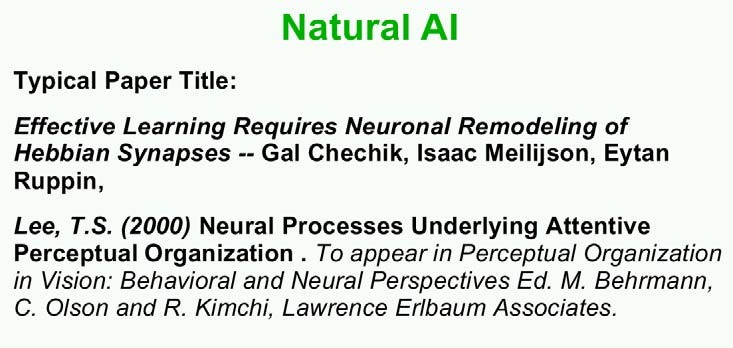 Natural AI
Typical Paper Title:
Effective Learning Requires Neuronal Remodeling of
Hebbian Synapses -- Gal Chechik, Isaac Meilijson, Eytan
Ruppin,
Lee, T.S. (2000) Neural Processes Underlying Attentive
Perceptual Organization . To appear in Perceptual Organization
in Vision: Behavioral and Neural Perspectives Ed. M. Behrmann,
C. Olson and R. Kimchi, Lawrence Erlbaum Associates.